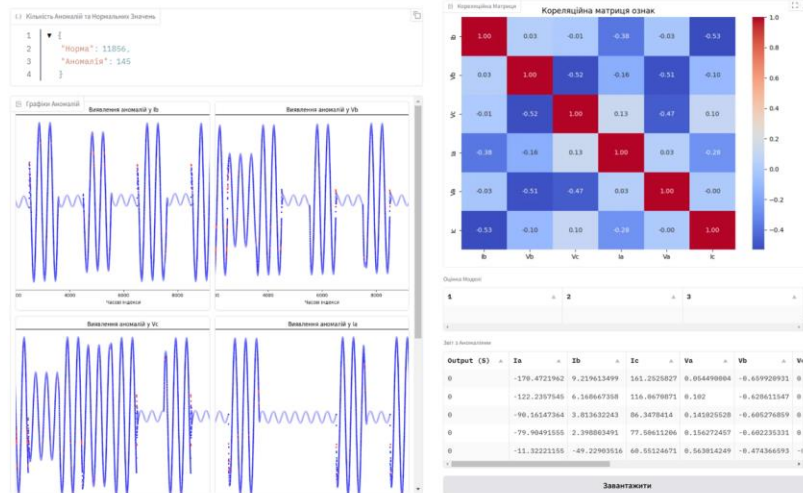 Кількість Аномалій та Нормальних Значень
1 ▼ {
2 "Норма": 11856,
3 "Аномалія": 145
4 }
Графіки Аномалій
Виявлення аномалій у Ib
Виявлення аномалій у Vb
4000 6000 8000
Часові індекси
4000 6000 8000
Часові індекси
Виявлення аномалій у Vc
Виявлення аномалій у Ia
Кореляційна Матриця
Кореляційна матриця ознак
Ib 1.00 0.03 -0.01 -0.38 -0.03 -0.53
Vb 0.03 1.00 -0.52 -0.16 -0.51 -0.10
Vc -0.01 -0.52 1.00 0.13 -0.47 0.10
Ia -0.38 -0.16 0.13 1.00 0.03 -0.28
Va -0.03 -0.51 -0.47 0.03 1.00 -0.00
Ic -0.53 -0.10 0.10 -0.28 -0.00 1.00
Ib Vb Vc Ia Va Ic
1.0
0.8
0.6
0.4
0.2
0.0
-0.2
-0.4
Оцінка Моделі
1 2 3
Звіт з Аномаліями
Output (S) Ia Ib Ic Va Vb
0 -170.4721962 9.219613499 161.2525827 0.054490004 -0.659920931
0 -122.2357545 6.168667358 116.0670871 0.102 -0.628611547
0 -90.16147364 3.813632243 86.3478414 0.141025528 -0.605276859
0 -79.90491555 2.398803491 77.50611206 0.156272457 -0.602235331
0 -11.32221155 -49.22903516 60.55124671 0.563014249 -0.474366593
Завантажити